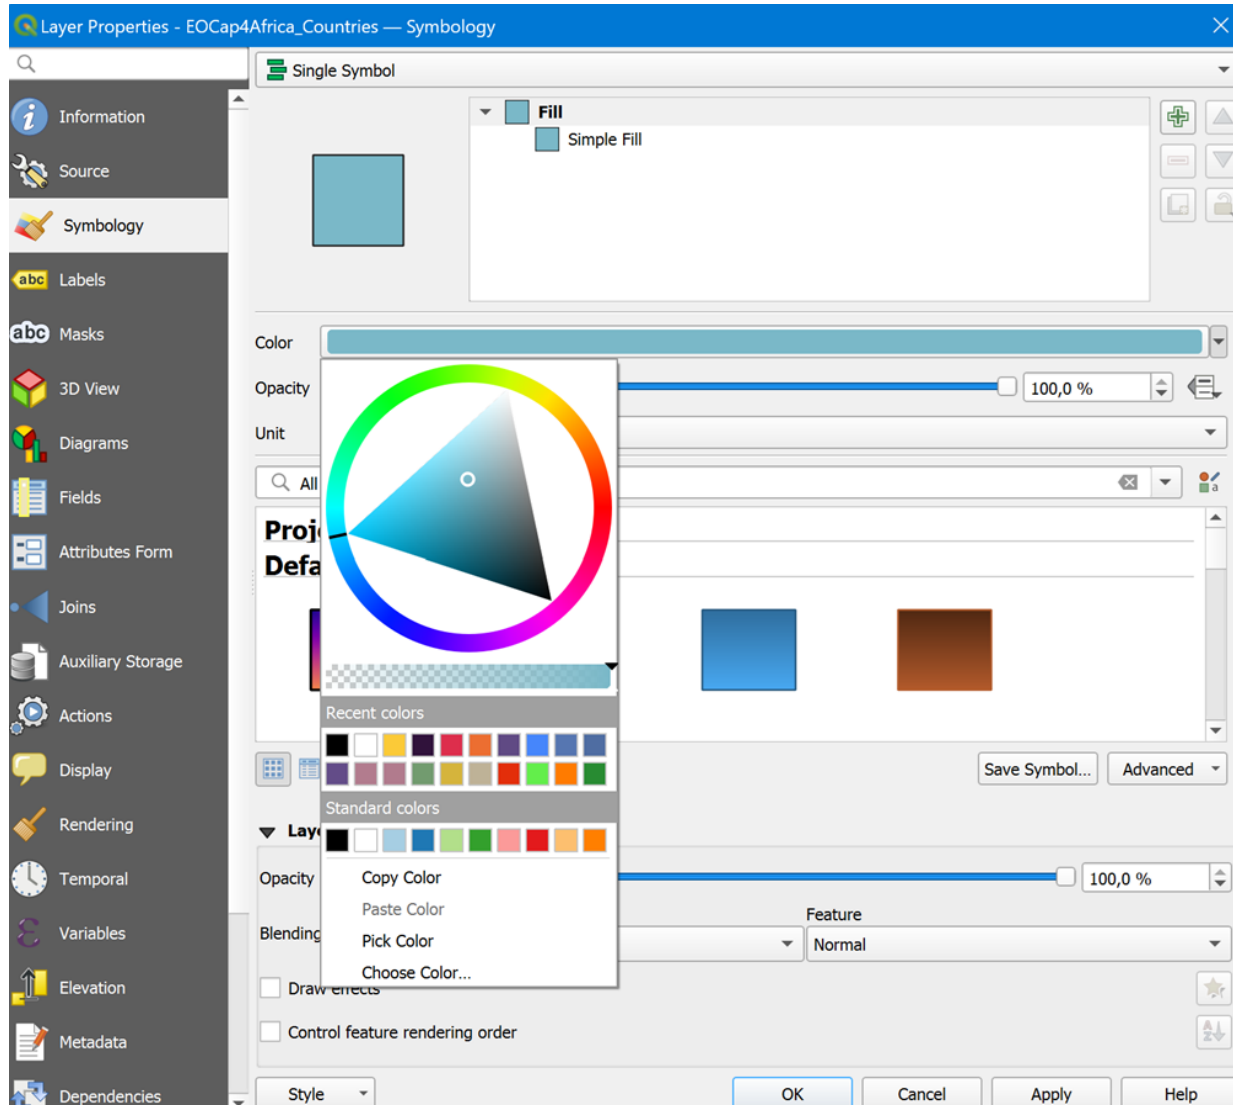 Layer Properties - EOCap4Africa_Countries — Symbology
Single Symbol
Information
Source
Symbology
Labels
Masks
3D View
Diagrams
Fields
Attributes Form
Joins
Auxiliary Storage
Actions
Display
Rendering
Temporal
Variables
Elevation
Metadata
Dependencies
abc
abc
Fill
Simple Fill
Color
Opacity
100,0 %
Unit
All
Proj
Defa
Recent colors
Standard colors
Copy Color
Paste Color
Pick Color
Choose Color...
Save Symbol...
Advanced
Lay
Opacity
100,0 %
Feature
Blending
Normal
Draw effects
Control feature rendering order
Style
OK
Cancel
Apply
Help